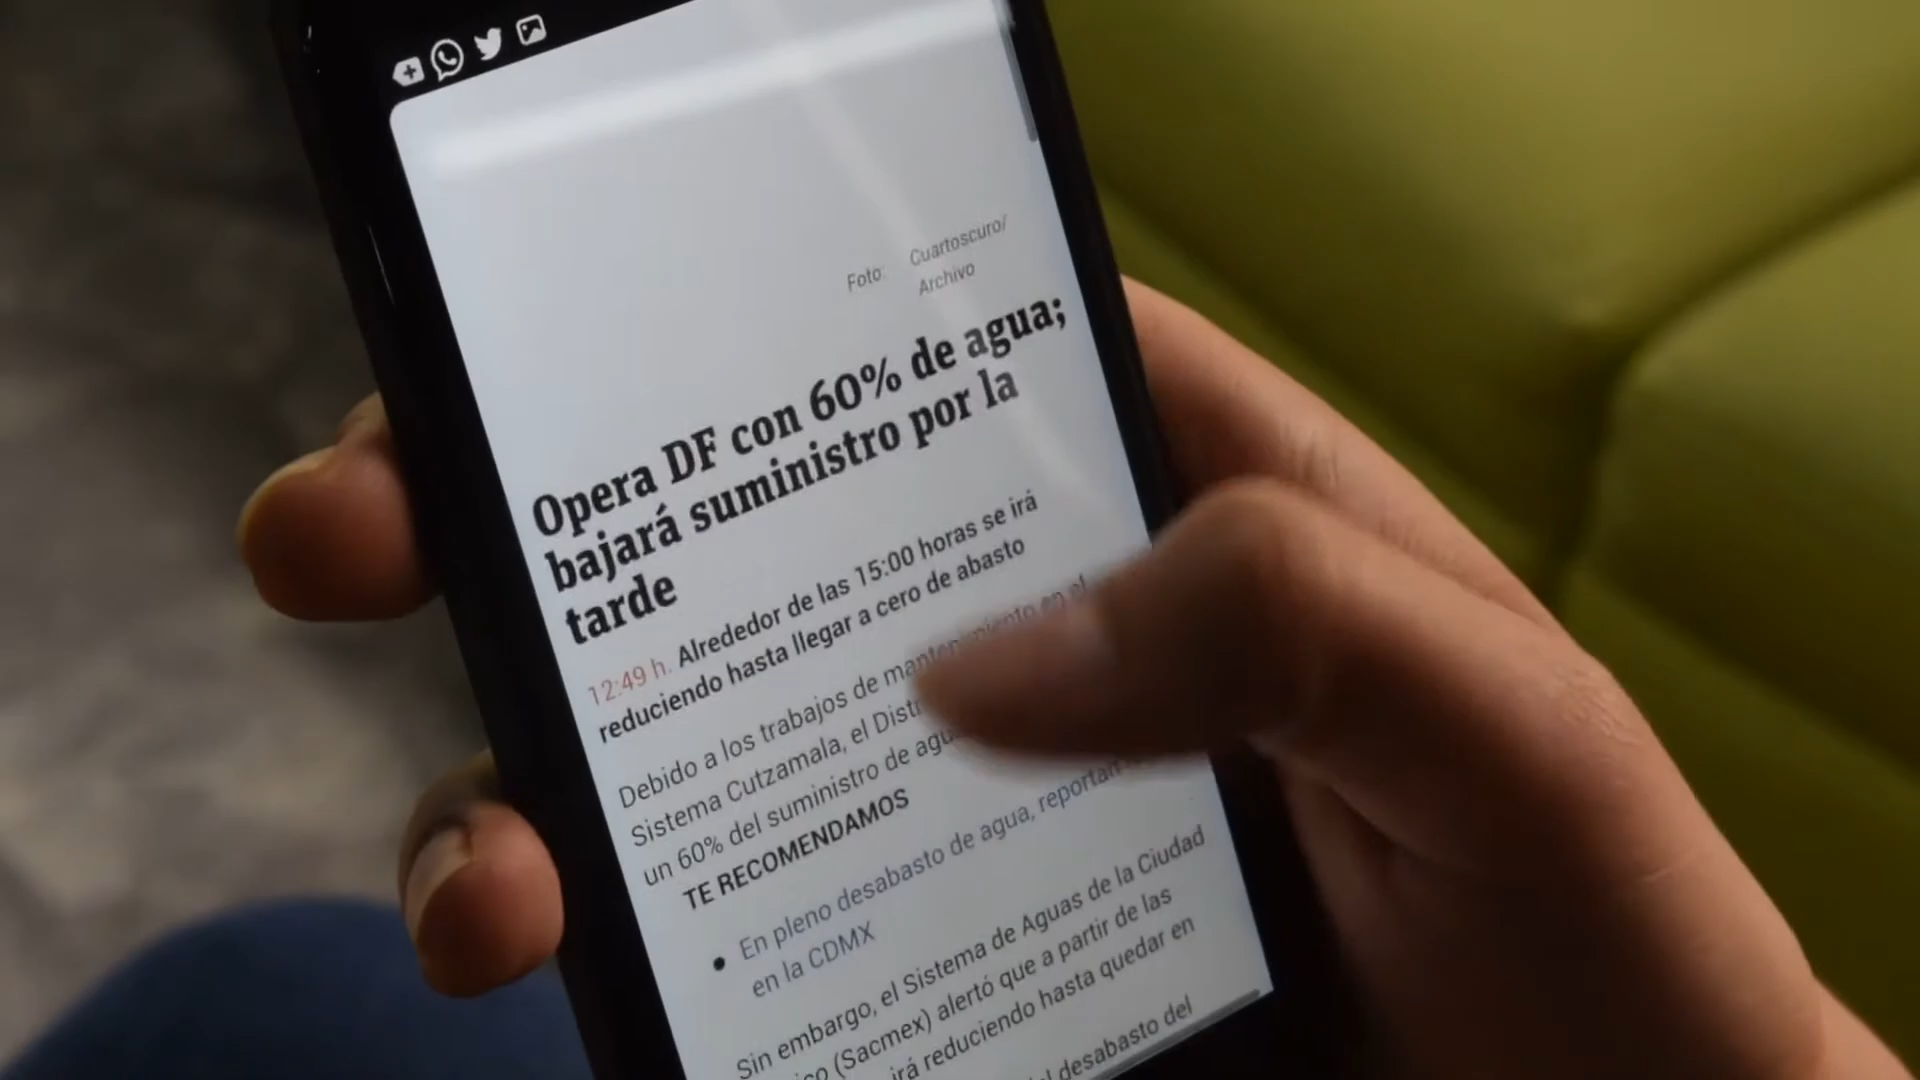 Foto: Cuartoscuro/
Archivo
Opera DF con 60% de agua;
bajará suministro por la
tarde
12:49 h. Alrededor de las 15:00 horas se irá
reduciendo hasta llegar a cero de abasto
Debido a los trabajos de mantenimiento en el
Sistema Cutzamala, el
un 60% del suministro de
TE RECOMENDAMOS
• En pleno desabasto de agua, reportan
en la CDMX
Sin embargo, el Sistema de Aguas de la Ciudad
(Sacmex) alertó que a partir de las
irá reduciendo hasta quedar en
desabasto del